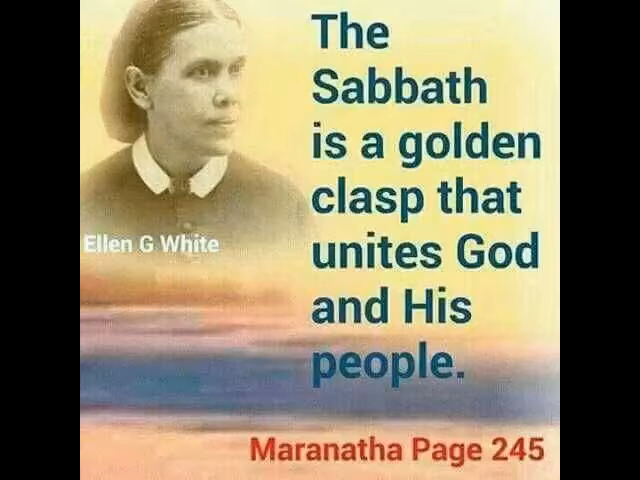 The
Sabbath
is a golden
clasp that
unites God
and His
people.
Ellen G White
Maranatha Page 245